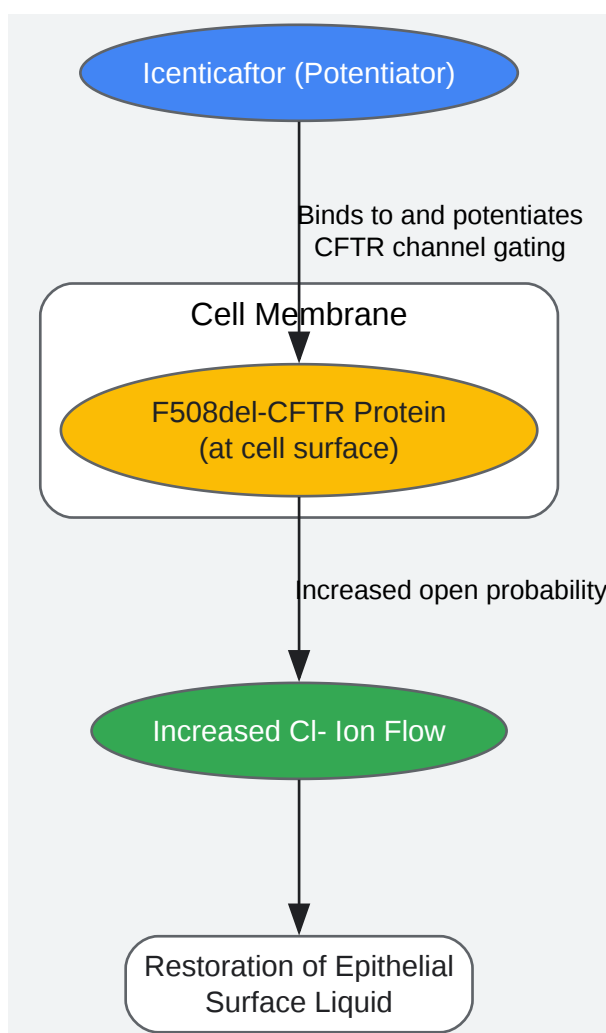 Icenticaftor (Potentiator)
Binds to and potentiates
CFTR channel gating
Cell Membrane
F508del-CFTR Protein
(at cell surface)
Increased open probability
Increased Cl- Ion Flow
Restoration of Epithelial
Surface Liquid